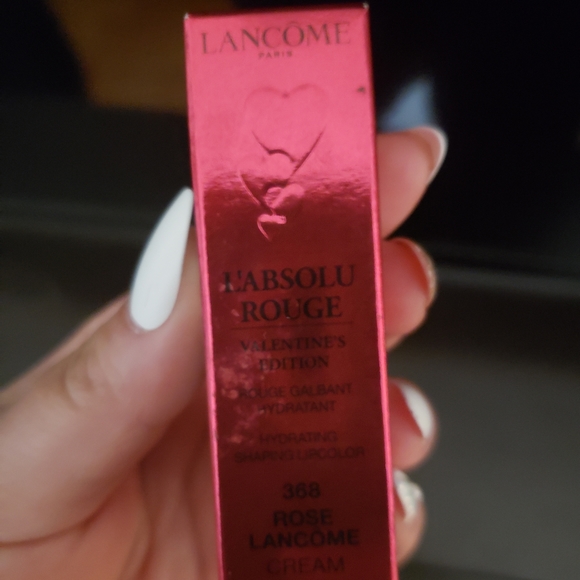 LANCÔME
PARIS
L'ABSOLU
ROUGE
VALENTINE'S
EDITION
ROUGE GALBANT
HYDRATANT
HYDRATING
SHAPING LIPCOLOR
368
ROSE
LANCÔME
CREAM